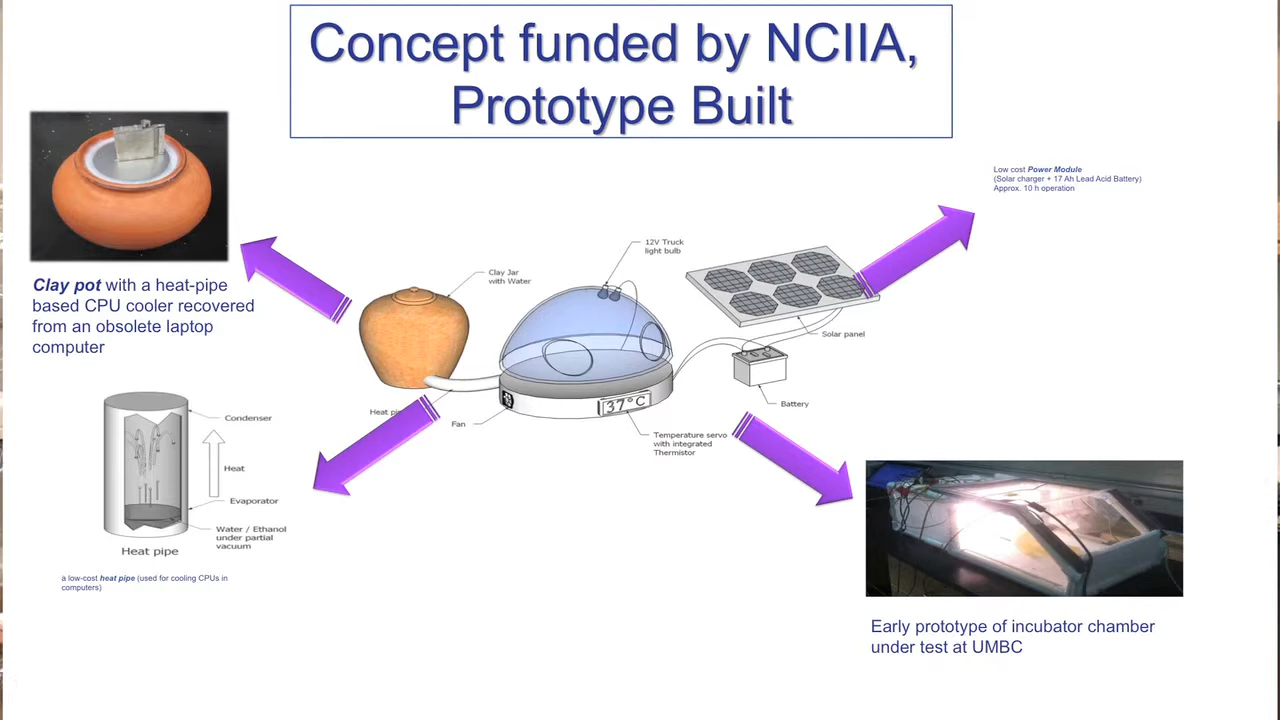 Concept funded by NCIIA,
Prototype Built
Low cost Power Module
(Solar charger + 17 Ah Lead Acid Battery)
Approx. 10 h operation
12V Truck
light bulb
Clay Jar
with Water
Clay pot with a heat-pipe
based CPU cooler recovered
from an obsolete laptop
computer
Solar panel
37°C
Battery
Heat pip
Fan
Temperature servo
with integrated
Thermistor
Condenser
Heat
Evaporator
Water / Ethanol
under partial
vacuum
Heat pipe
a low-cost heat pipe (used for cooling CPUs in
computers)
Early prototype of incubator chamber
under test at UMBC